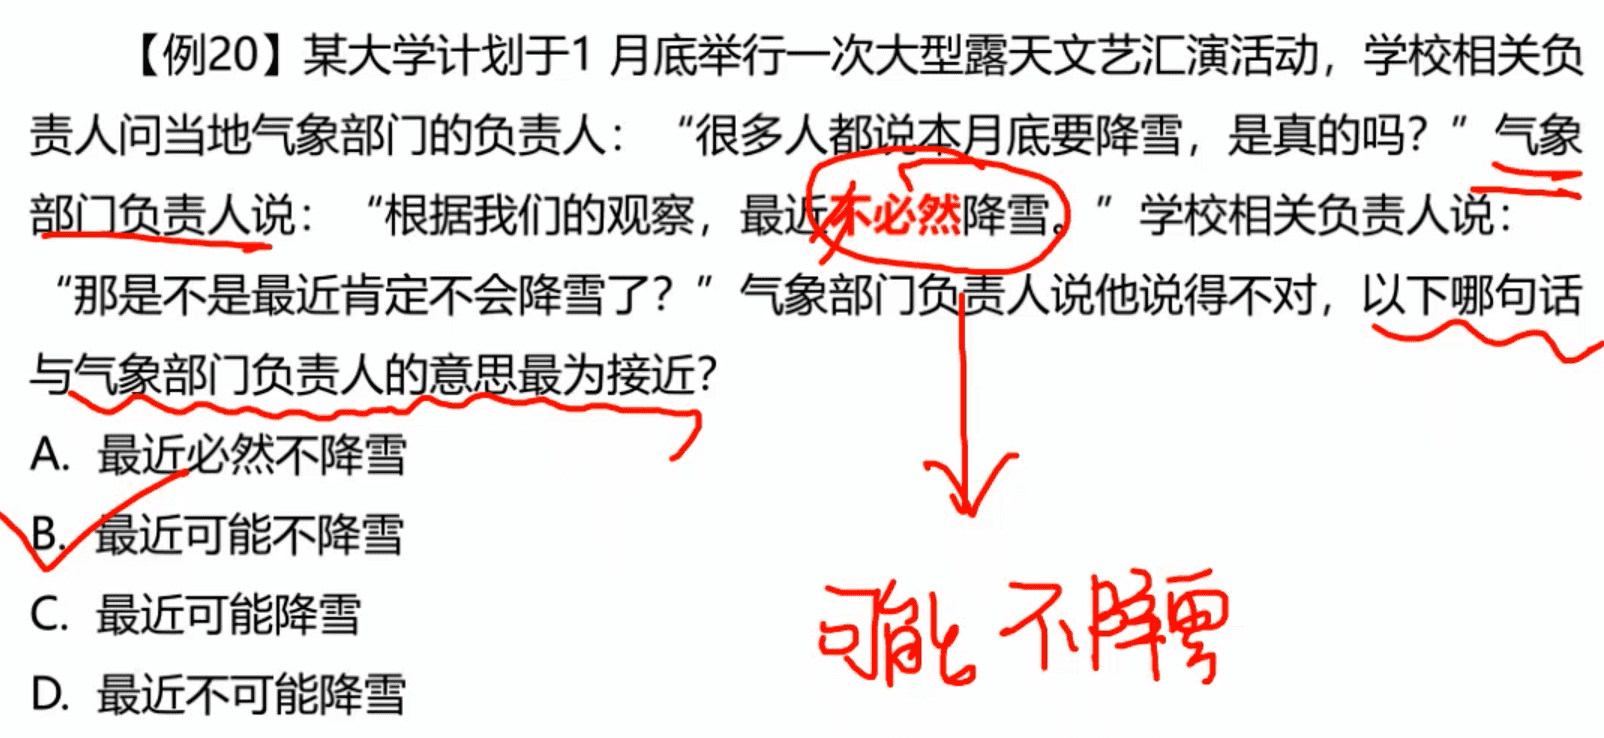 【例20】某大学计划于1 月底举行一次大型露天文艺汇演活动，学校相关负
责人问当地气象部门的负责人：“很多人都说本月底要降雪，是真的吗？”气象
部门负责人说：“根据我们的观察，最近不必然降雪。”学校相关负责人说：
“那是不是最近肯定不会降雪了？”气象部门负责人说他说得不对，以下哪句话
与气象部门负责人的意思最为接近？
A. 最近必然不降雪
B. 最近可能不降雪
C. 最近可能降雪
D. 最近不可能降雪
可能 不降雪